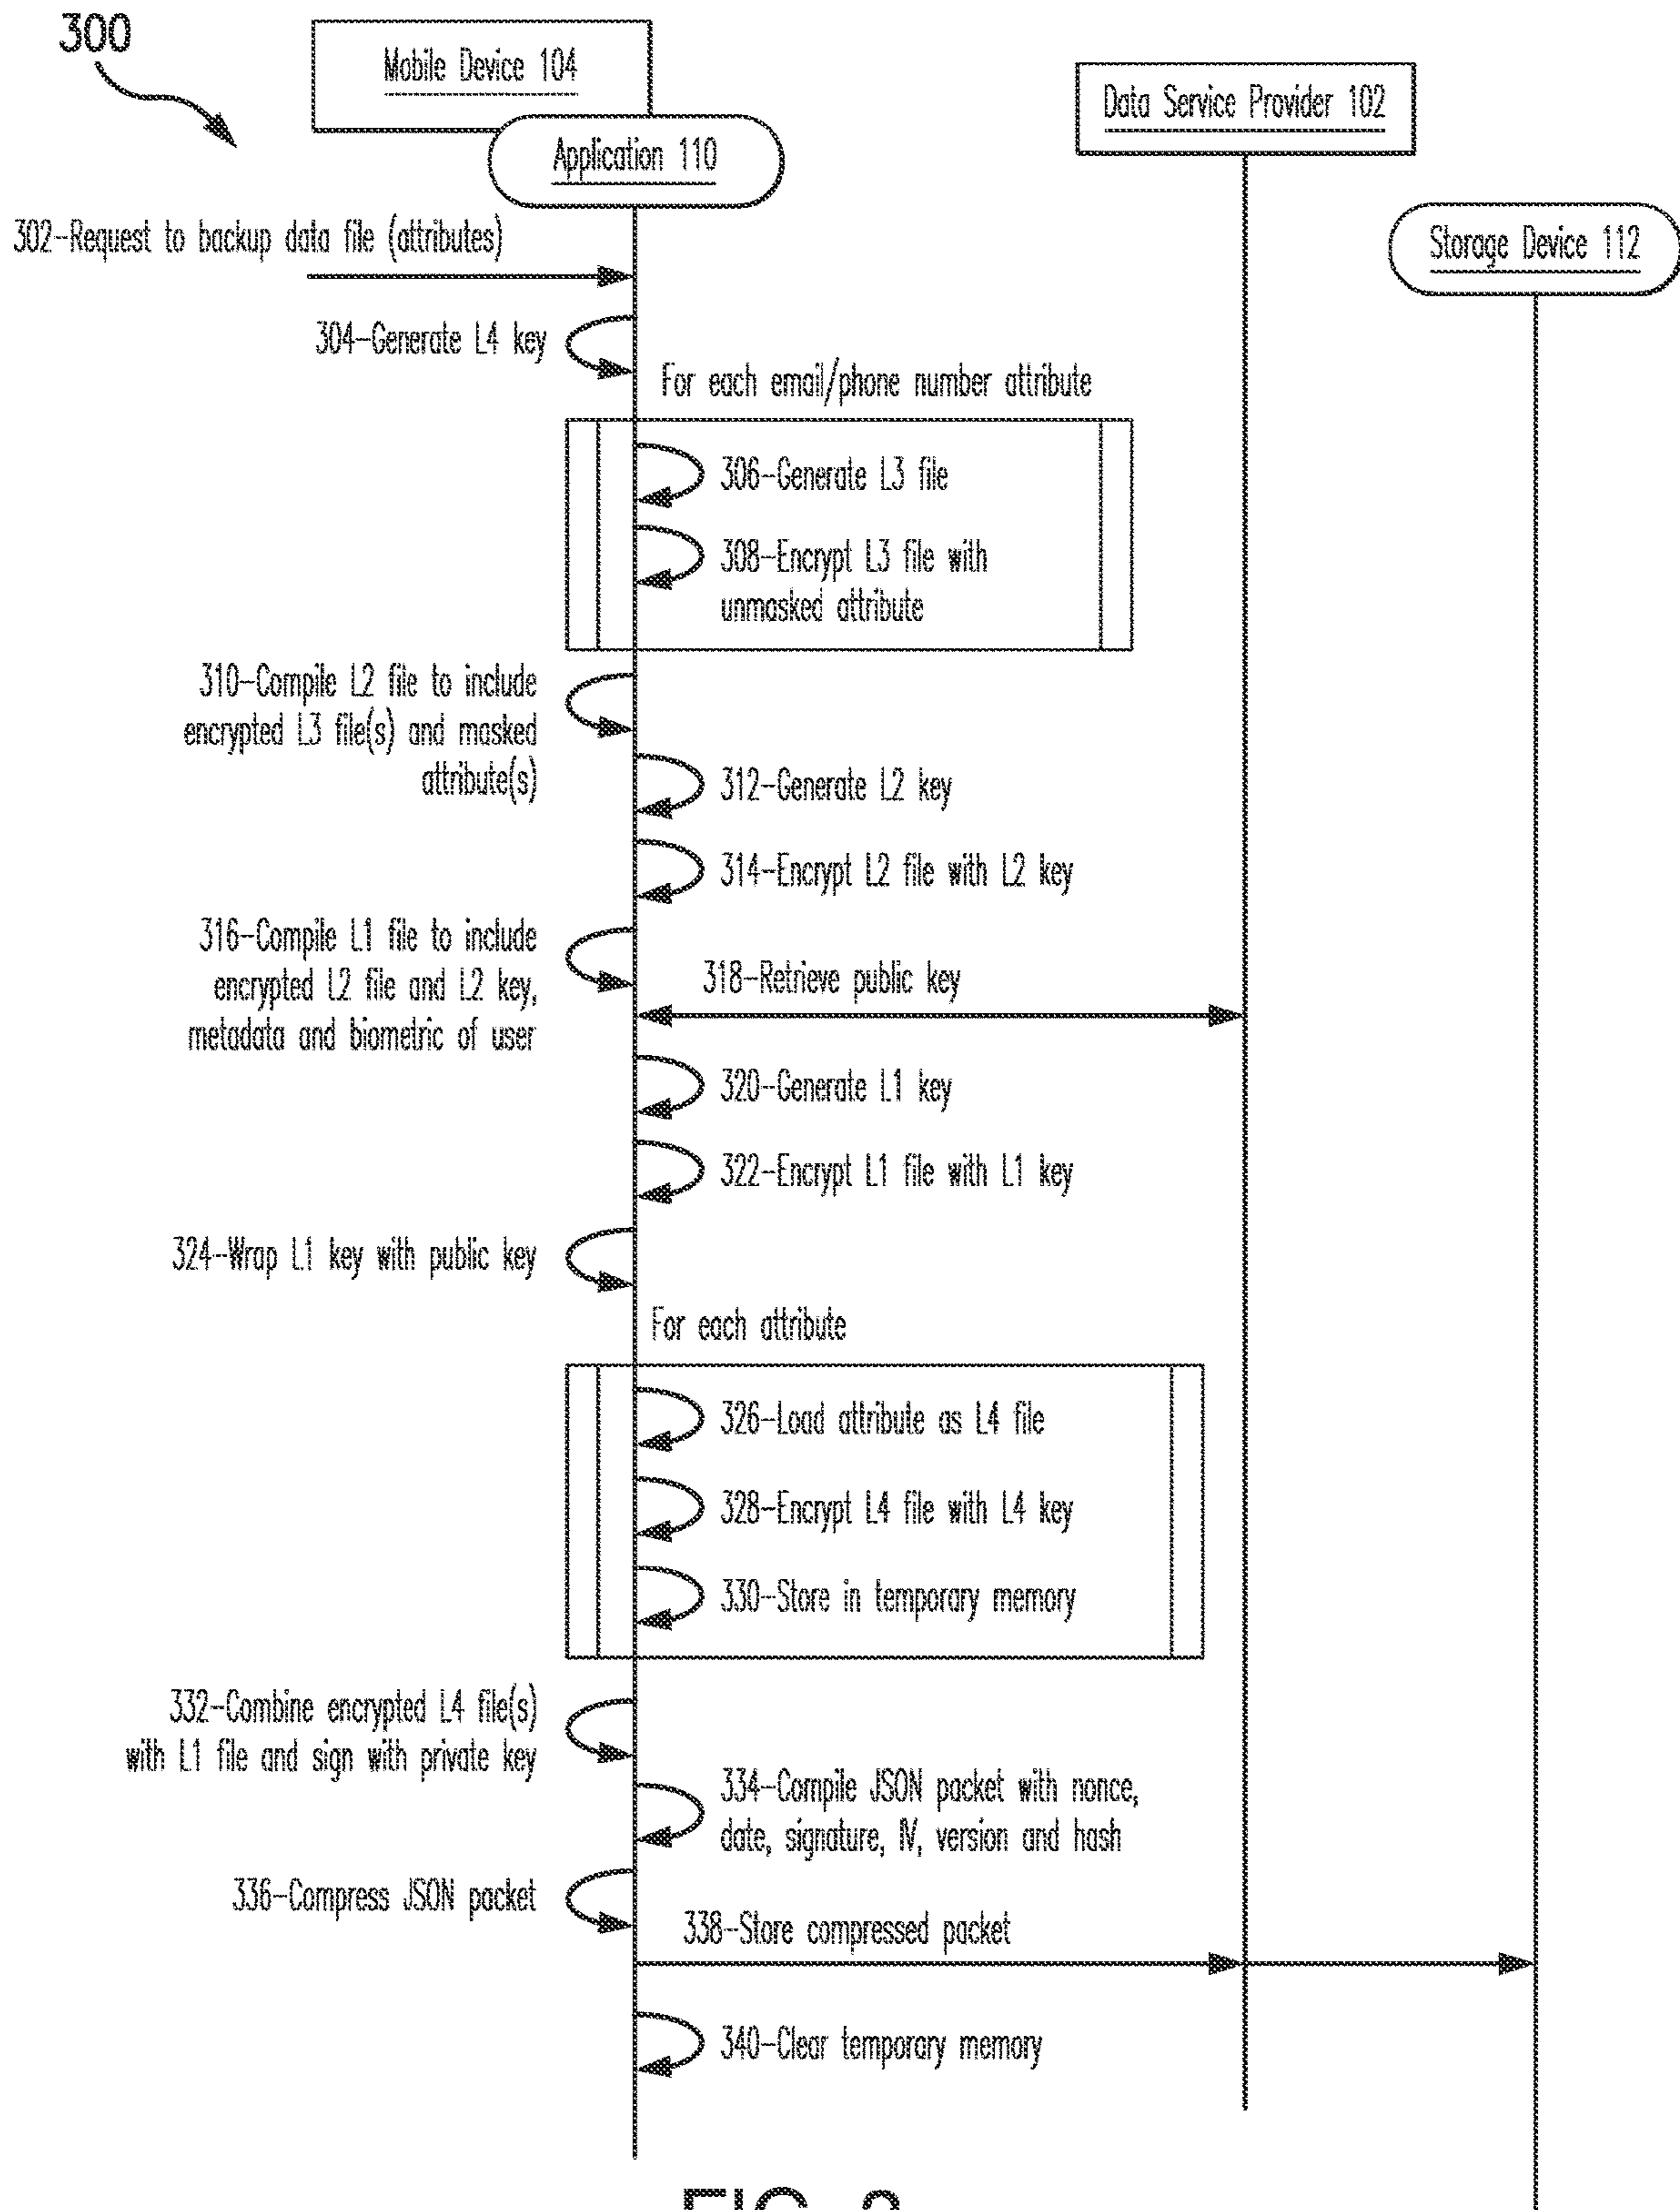 300
Mobile Device 104
Data Service Provider 102
Application 110
302-Request to backup data file (attributes)
Storage Device 112
304-Generate L4 key
For each email/phone number attribute
306-Generate L3 file
308-Encrypt L3 file with
unmasked attribute
310-Compile L2 file to include
encrypted L3 file(s) and masked
attribute(s)
312-Generate L2 key
314-Encrypt L2 file with L2 key
316-Compile L1 file to include
encrypted L2 file and L2 key,
metadata and biometric of user
318-Retrieve public key
320-Generate L1 key
322-Encrypt L1 file with L1 key
324-Wrap L1 key with public key
For each attribute
326-Load attribute as L4 file
328-Encrypt L4 file with L4 key
330-Store in temporary memory
332-Combine encrypted L4 file(s)
with L1 file and sign with private key
334-Compile JSON packet with nonce,
date, signature, IV, version and hash
336-Compress JSON packet
338-Store compressed packet
340-Clear temporary memory
FIG.